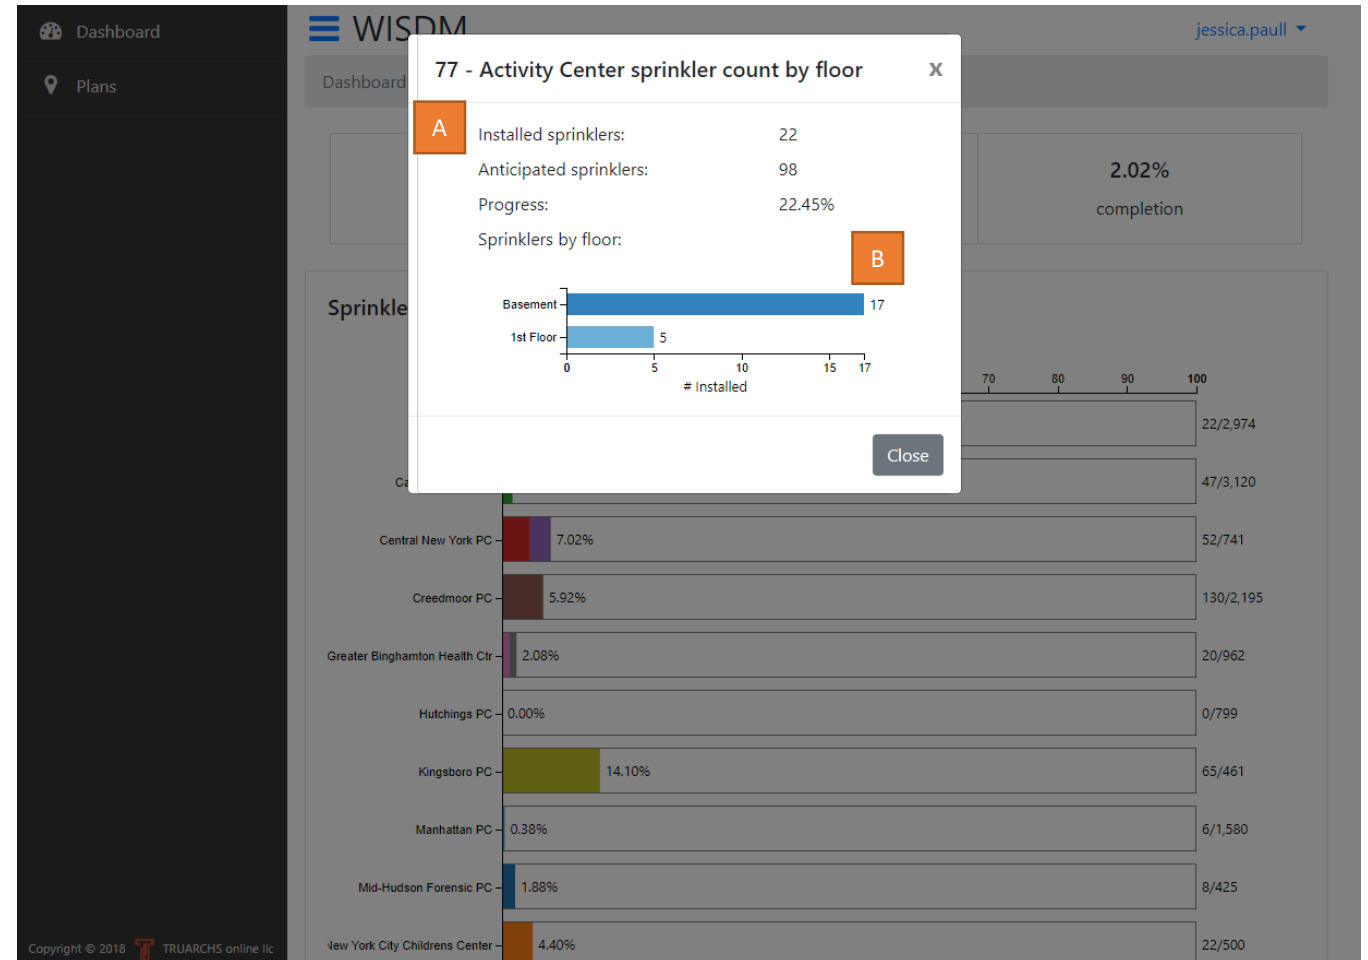 Dashboard
Plans
WISDM
jessica.paull
Dashboard
77 - Activity Center sprinkler count by floor
x
A
Installed sprinklers: 22
Anticipated sprinklers: 98
Progress: 22.45%
Sprinklers by floor:
B
Basement 17
1st Floor 5
0 5 10 15 17
# Installed
Close
2.02%
completion
Sprinkle
70 80 90 100
22/2,974
Ca 47/3,120
Central New York PC 7.02% 52/741
Creedmoor PC 5.92% 130/2,195
Greater Binghamton Health Ctr 2.08% 20/962
Hutchings PC 0.00% 0/799
Kingsboro PC 14.10% 65/461
Manhattan PC 0.38% 6/1,580
Mid-Hudson Forensic PC 1.88% 8/425
New York City Childrens Center 4.40% 22/500
Copyright © 2018 TRUARCHS online llc